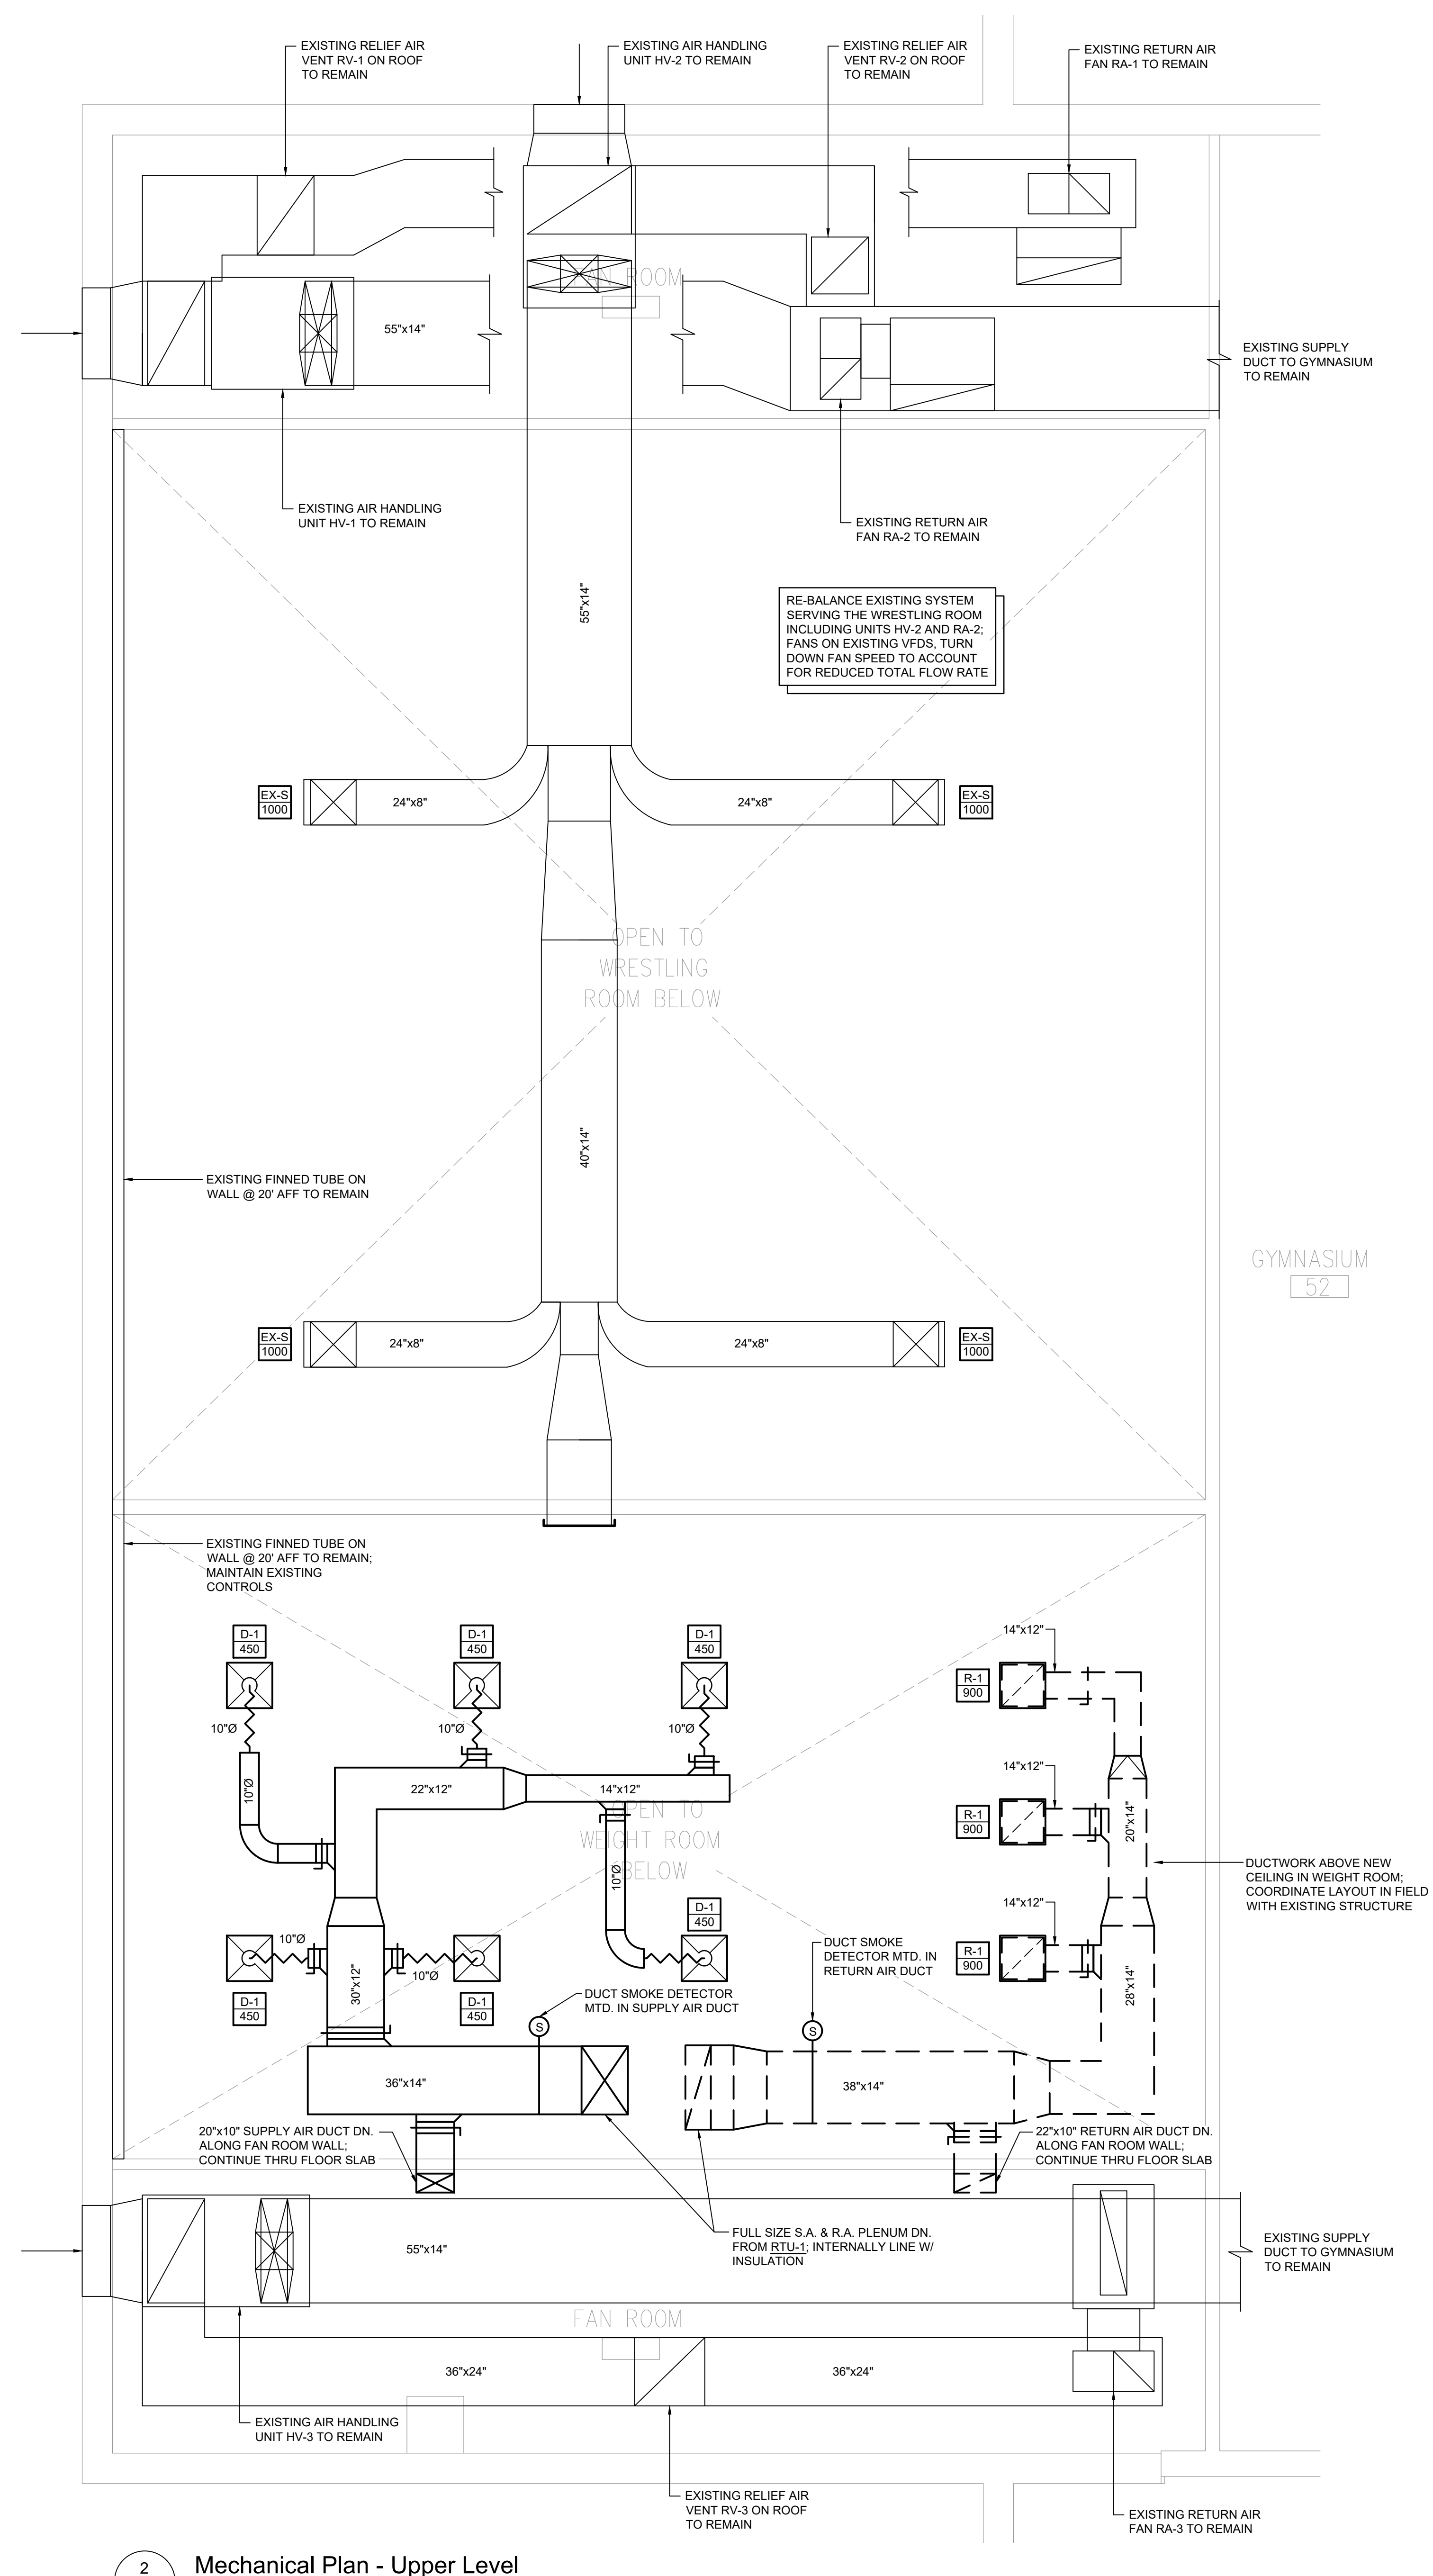 EXISTING RELIEF AIR
VENT RV-1 ON ROOF
TO REMAIN
EXISTING AIR HANDLING
UNIT HV-2 TO REMAIN
EXISTING RELIEF AIR
VENT RV-2 ON ROOF
TO REMAIN
EXISTING RETURN AIR
FAN RA-1 TO REMAIN
FAN ROOM
55"x14"
EXISTING SUPPLY
DUCT TO GYMNASIUM
TO REMAIN
EXISTING AIR HANDLING
UNIT HV-1 TO REMAIN
EXISTING RETURN AIR
FAN RA-2 TO REMAIN
55"x14"
RE-BALANCE EXISTING SYSTEM
SERVING THE WRESTLING ROOM
INCLUDING UNITS HV-2 AND RA-2;
FANS ON EXISTING VFDS, TURN
DOWN FAN SPEED TO ACCOUNT
FOR REDUCED TOTAL FLOW RATE
EX-S
1000
24"x8"
24"x8"
EX-S
1000
OPEN TO
WRESTLING
ROOM BELOW
40"x14"
EXISTING FINNED TUBE ON
WALL @ 20' AFF TO REMAIN
GYMNASIUM
52
EX-S
1000
24"x8"
24"x8"
EX-S
1000
EXISTING FINNED TUBE ON
WALL @ 20' AFF TO REMAIN;
MAINTAIN EXISTING
CONTROLS
D-1
450
D-1
450
D-1
450
14"x12"
R-1
900
10"Ø
10"Ø
10"Ø
10"Ø
22"x12"
14"x12"
14"x12"
R-1
900
20"x14"
OPEN TO
WEIGHT ROOM
BELOW
10"Ø
DUCTWORK ABOVE NEW
CEILING IN WEIGHT ROOM;
COORDINATE LAYOUT IN FIELD
WITH EXISTING STRUCTURE
D-1
450
14"x12"
R-1
900
10"Ø
10"Ø
30"x12"
28"x14"
DUCT SMOKE
DETECTOR MTD. IN
RETURN AIR DUCT
D-1
450
D-1
450
DUCT SMOKE DETECTOR
MTD. IN SUPPLY AIR DUCT
S
S
36"x14"
38"x14"
20"x10" SUPPLY AIR DUCT DN.
ALONG FAN ROOM WALL;
CONTINUE THRU FLOOR SLAB
22"x10" RETURN AIR DUCT DN.
ALONG FAN ROOM WALL;
CONTINUE THRU FLOOR SLAB
FULL SIZE S.A. & R.A. PLENUM DN.
FROM RTU-1; INTERNALLY LINE W/
INSULATION
55"x14"
EXISTING SUPPLY
DUCT TO GYMNASIUM
TO REMAIN
FAN ROOM
36"x24"
36"x24"
EXISTING AIR HANDLING
UNIT HV-3 TO REMAIN
EXISTING RELIEF AIR
VENT RV-3 ON ROOF
TO REMAIN
EXISTING RETURN AIR
FAN RA-3 TO REMAIN
2
Mechanical Plan - Upper Level